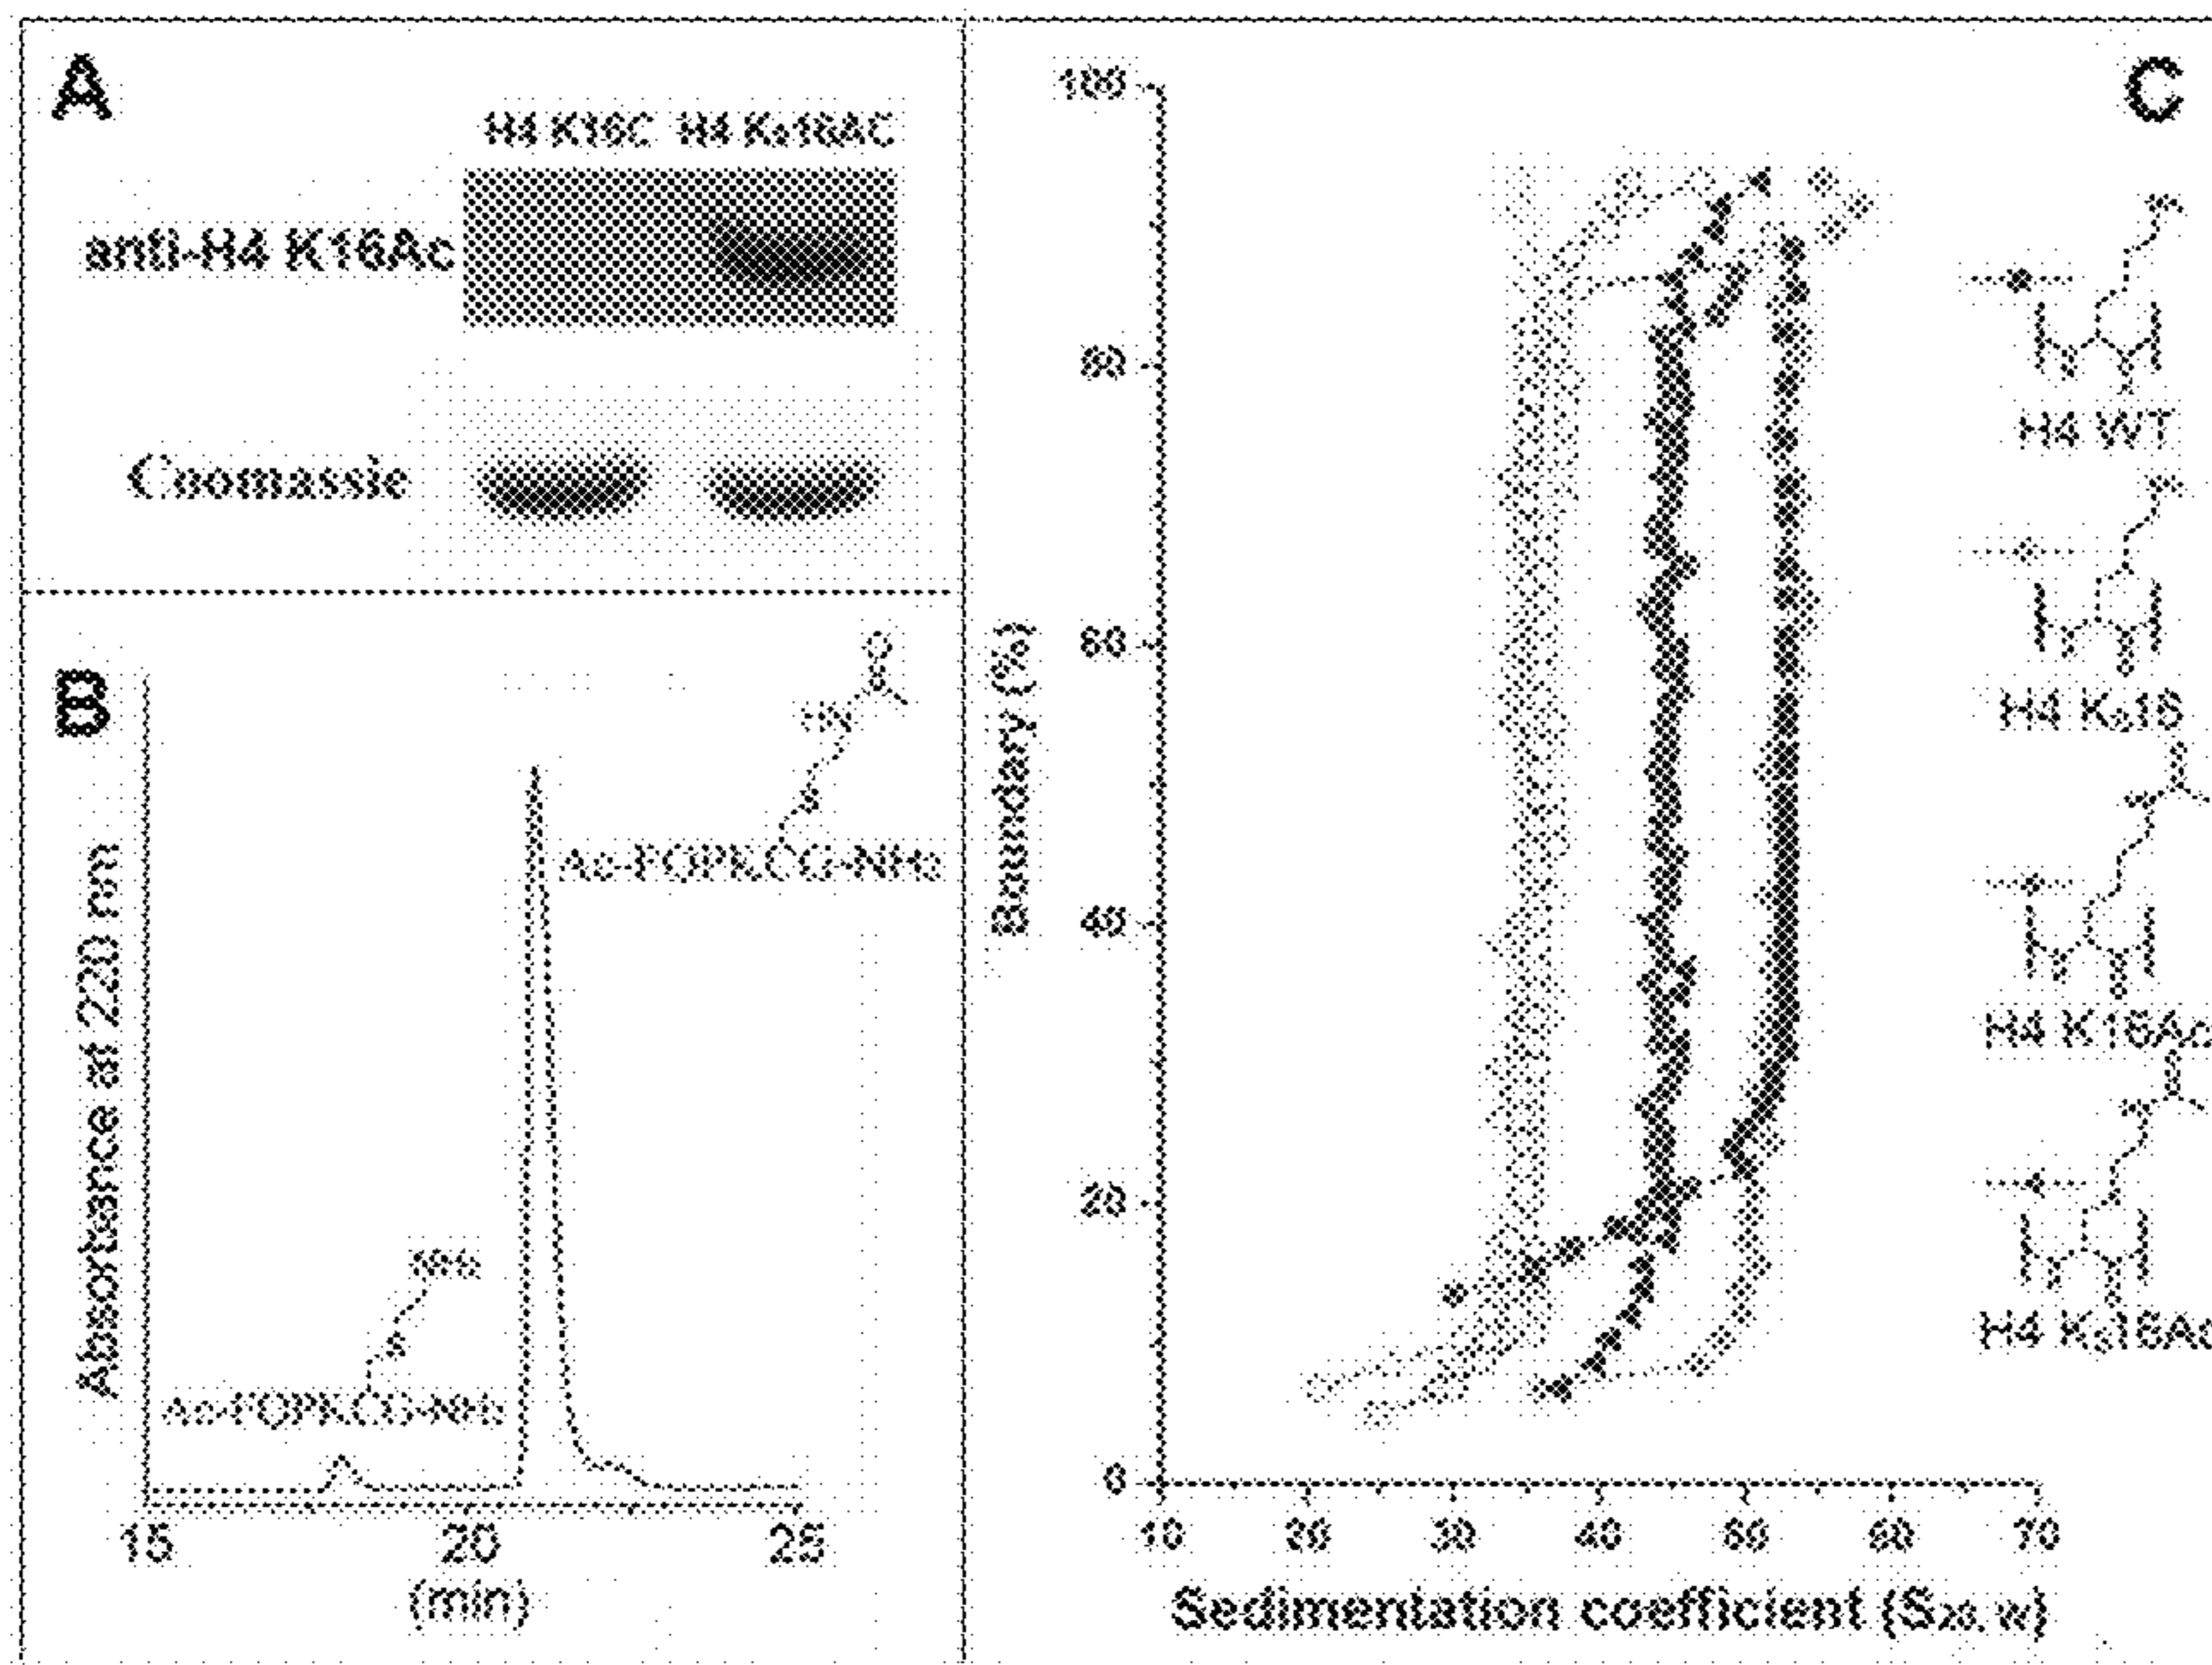 A
H4 K16C H4 Kₛ16AC
anti-H4 K16Ac
Coomassie
B
Absorbance at 220 nm
O
HN
S
Ac-FQPKCG-NH₂
NH₂
S
Ac-FQPKCG-NH₂
15 20 25
(min)
C
Boundary (%)
100
80
60
40
20
0
10 20 30 40 50 60 70
Sedimentation coefficient (S₂₀, w)
H4 WT
H4 Kₛ16
H4 K16Ac
H4 Kₛ16Ac